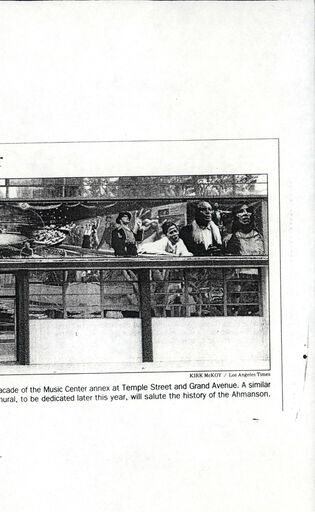 KIRK McKOY / Los Angeles Times
acade of the Music Center annex at Temple Street and Grand Avenue. A similar
nural, to be dedicated later this year, will salute the history of the Ahmanson.